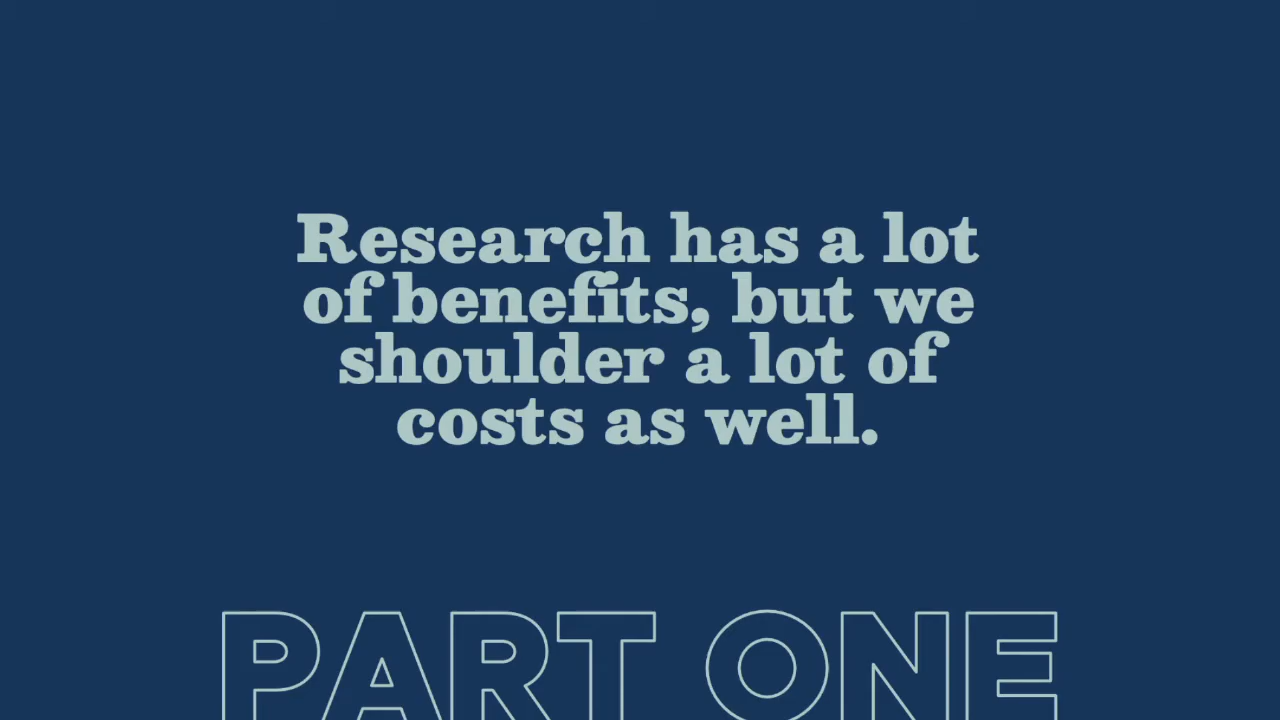 Research has a lot
of benefits, but we
shoulder a lot of
costs as well.
PART ONE